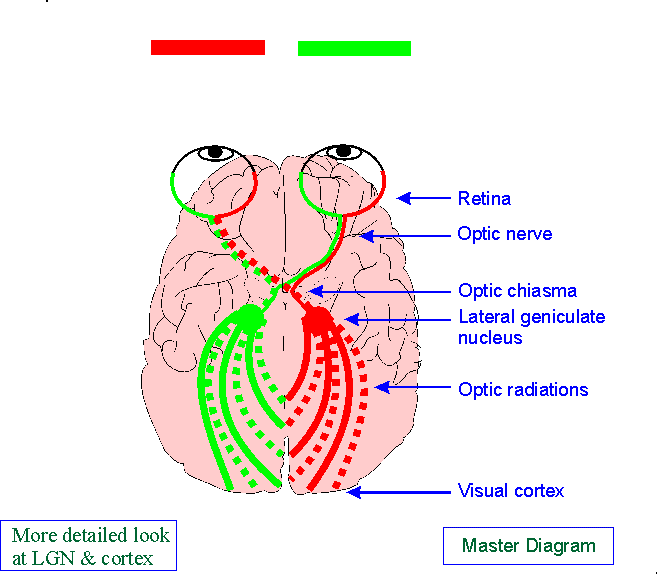 Retina
Optic nerve
Optic chiasma
Lateral geniculate
nucleus
Optic radiations
Visual cortex
More detailed look
at LGN & cortex
Master Diagram